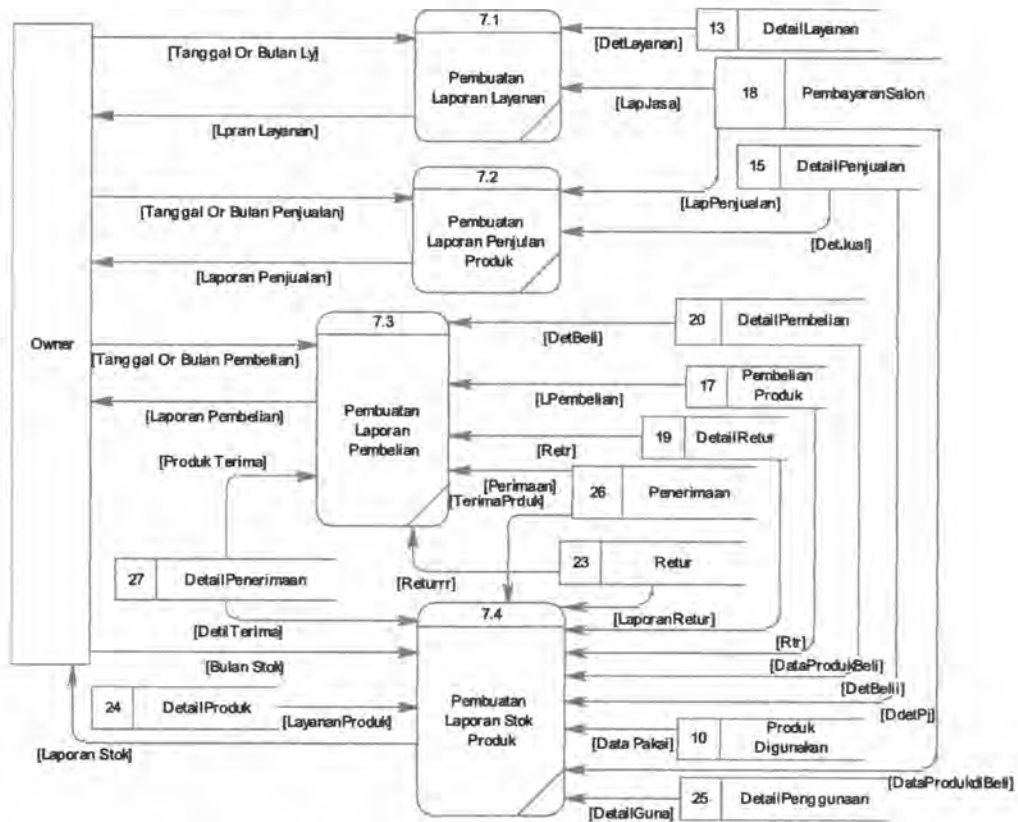 7.1
13
DetailLayanan
[Tanggal Or Bulan Ly]
[DetLayanan]
Pembuatan
Laporan Layanan
18
PembayaranSalon
[LapJasa]
[Lpran Layanan]
7.2
15
DetailPenjualan
[Tanggal Or Bulan Penjualan]
[LapPenjualan]
Pembuatan
Laporan Penjulan
Produk
[DetJual]
[Laporan Penjualan]
7.3
20
DetailPembelian
Owner
[Tanggal Or Bulan Pembelian]
[DetBeli]
17
Pembelian
Produk
[LPembelian]
[Laporan Pembelian]
Pembuatan
Laporan
Pembelian
19
DetailRetur
[Retr]
[Produk Terima]
[Perimaan]
[TerimaPrduk]
26
Penerimaan
23
Retur
[Returrr]
27
DetailPenerimaan
7.4
[LaporanRetur]
[DetilTerima]
[Rtr]
[Bulan Stok]
[DataProdukBeli]
24
DetailProduk
[LayananProduk]
Pembuatan
Laporan Stok
Produk
[DetBelii]
[DdetPj]
10
Produk
Digunakan
[Data Pakai]
[Laporan Stok]
[DataProdukdiBeli]
25
DetailPenggunaan
[DetailGuna]